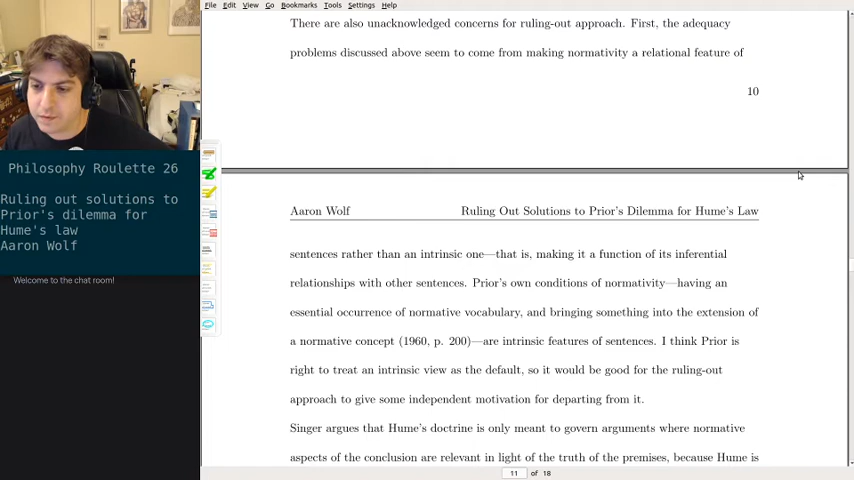 File Edit View Go Bookmarks Tools Settings Help
There are also unacknowledged concerns for ruling-out approach. First, the adequacy
problems discussed above seem to come from making normativity a relational feature of
10
Philosophy Roulette 26
Ruling out solutions to
Prior's dilemma for
Hume's law
Aaron Wolf
Welcome to the chat room!
Aaron Wolf Ruling Out Solutions to Prior's Dilemma for Hume's Law
sentences rather than an intrinsic one—that is, making it a function of its inferential
relationships with other sentences. Prior's own conditions of normativity—having an
essential occurrence of normative vocabulary, and bringing something into the extension of
a normative concept (1960, p. 200)—are intrinsic features of sentences. I think Prior is
right to treat an intrinsic view as the default, so it would be good for the ruling-out
approach to give some independent motivation for departing from it.
Singer argues that Hume's doctrine is only meant to govern arguments where normative
aspects of the conclusion are relevant in light of the truth of the premises, because Hume is
11 of 18